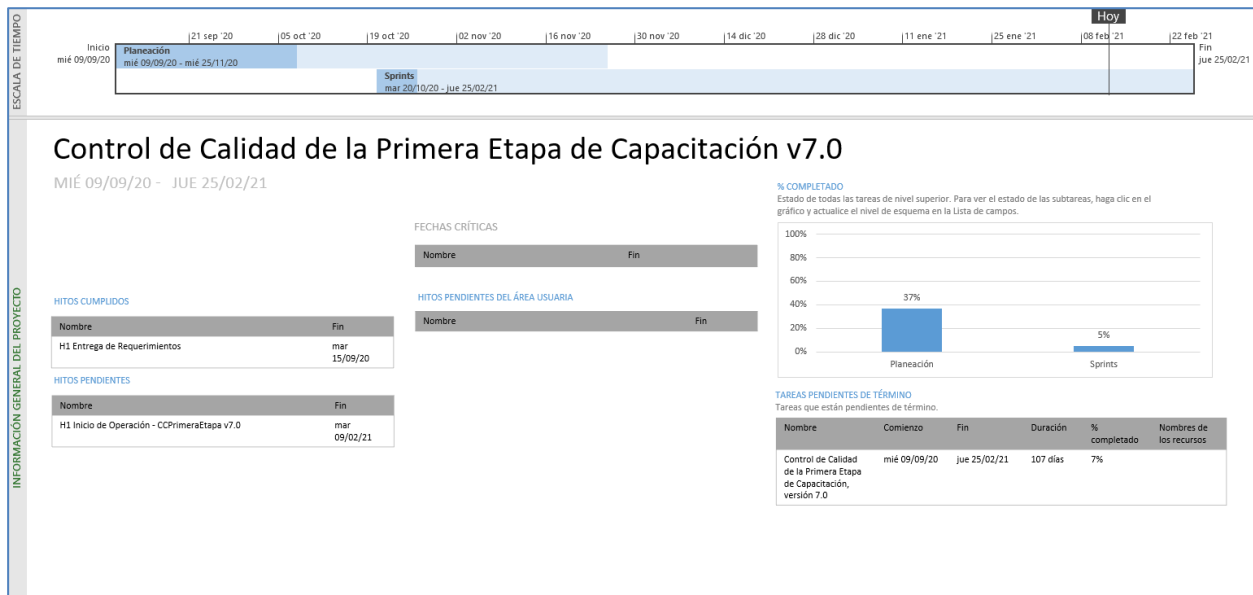 ESCALA DE TIEMPO
Hoy
21 sep '20 05 oct '20 19 oct '20 02 nov '20 16 nov '20 30 nov '20 14 dic '20 28 dic '20 11 ene '21 25 ene '21 08 feb '21 22 feb '21
Inicio
mié 09/09/20
Planeación
mié 09/09/20 - mié 25/11/20
Sprints
mar 20/10/20 - jue 25/02/21
Fin
jue 25/02/21
INFORMACIÓN GENERAL DEL PROYECTO
Control de Calidad de la Primera Etapa de Capacitación v7.0
MIÉ 09/09/20 - JUE 25/02/21
HITOS CUMPLIDOS
Nombre Fin
H1 Entrega de Requerimientos mar
15/09/20
HITOS PENDIENTES
Nombre Fin
H1 Inicio de Operación - CCPrimeraEtapa v7.0 mar
09/02/21
FECHAS CRÍTICAS
Nombre Fin
HITOS PENDIENTES DEL ÁREA USUARIA
Nombre Fin
% COMPLETADO
Estado de todas las tareas de nivel superior. Para ver el estado de las subtareas, haga clic en el
gráfico y actualice el nivel de esquema en la Lista de campos.
100%
80%
60%
40%
20%
0%
37%
5%
Planeación Sprints
TAREAS PENDIENTES DE TÉRMINO
Tareas que están pendientes de término.
Nombre Comienzo Fin Duración % Nombres de
completado los recursos
Control de Calidad mié 09/09/20 jue 25/02/21 107 días 7%
de la Primera Etapa
de Capacitación,
versión 7.0